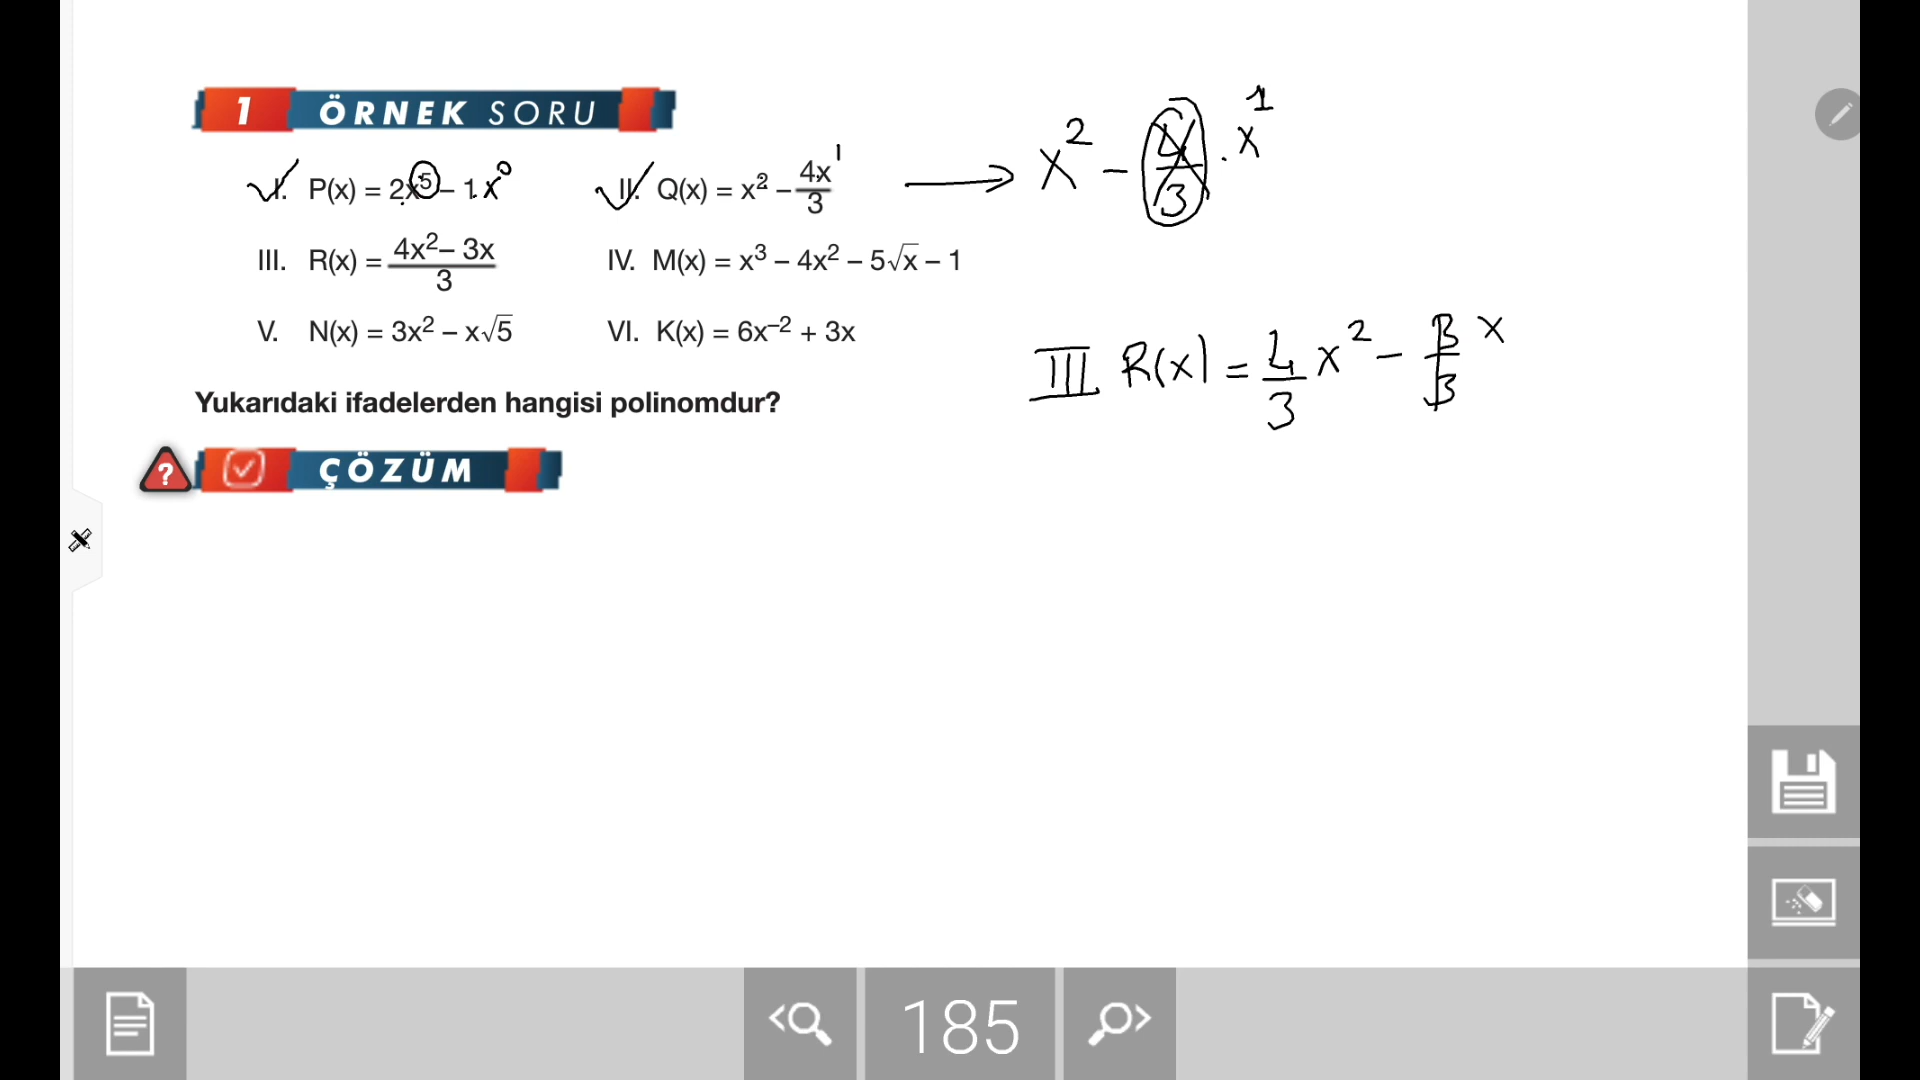 1 ÖRNEK SORU
I. P(x) = 2x⁵ – 1.x⁰
II. Q(x) = x² – 4x¹/3 → x² – 4/3 . x¹
III. R(x) = 4x² – 3x / 3
IV. M(x) = x³ – 4x² – 5√x – 1
V. N(x) = 3x² – x√5
VI. K(x) = 6x⁻² + 3x
III R(x) = 4/3 x² – 3/3 x
Yukarıdaki ifadelerden hangisi polinomdur?
? ÇÖZÜM
185